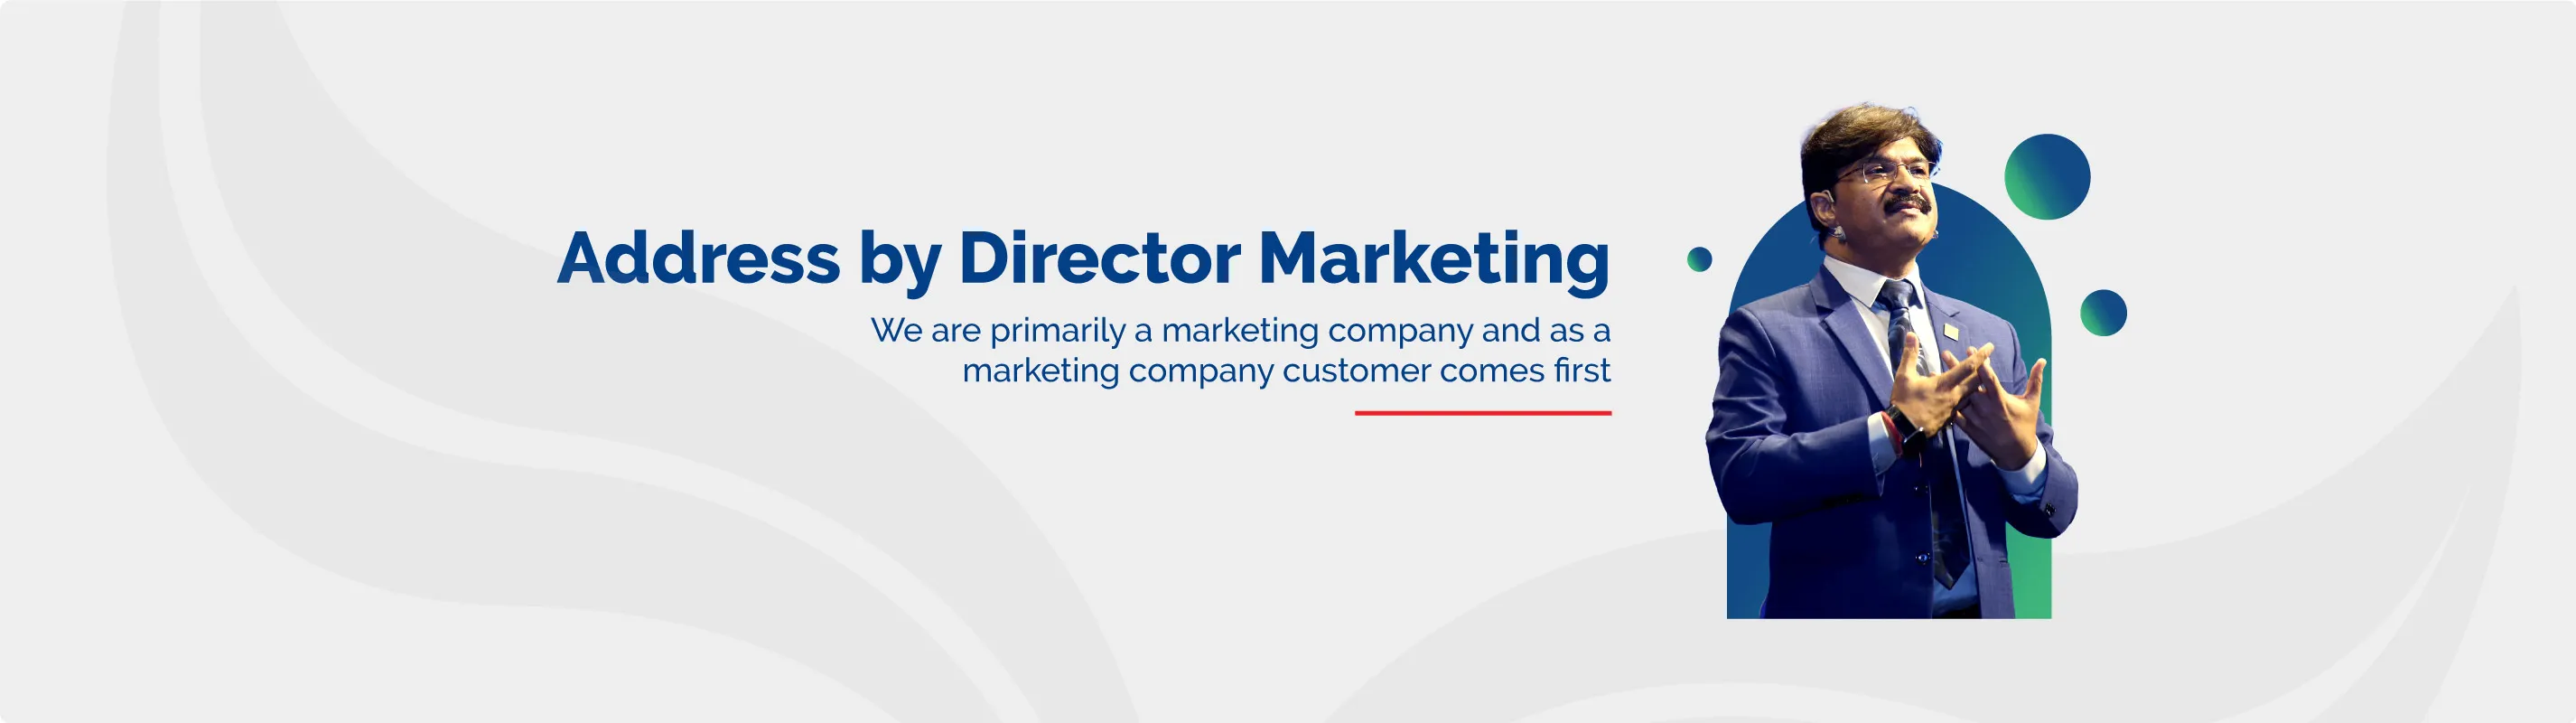 Address by Director Marketing
We are primarily a marketing company and as a
marketing company customer comes first